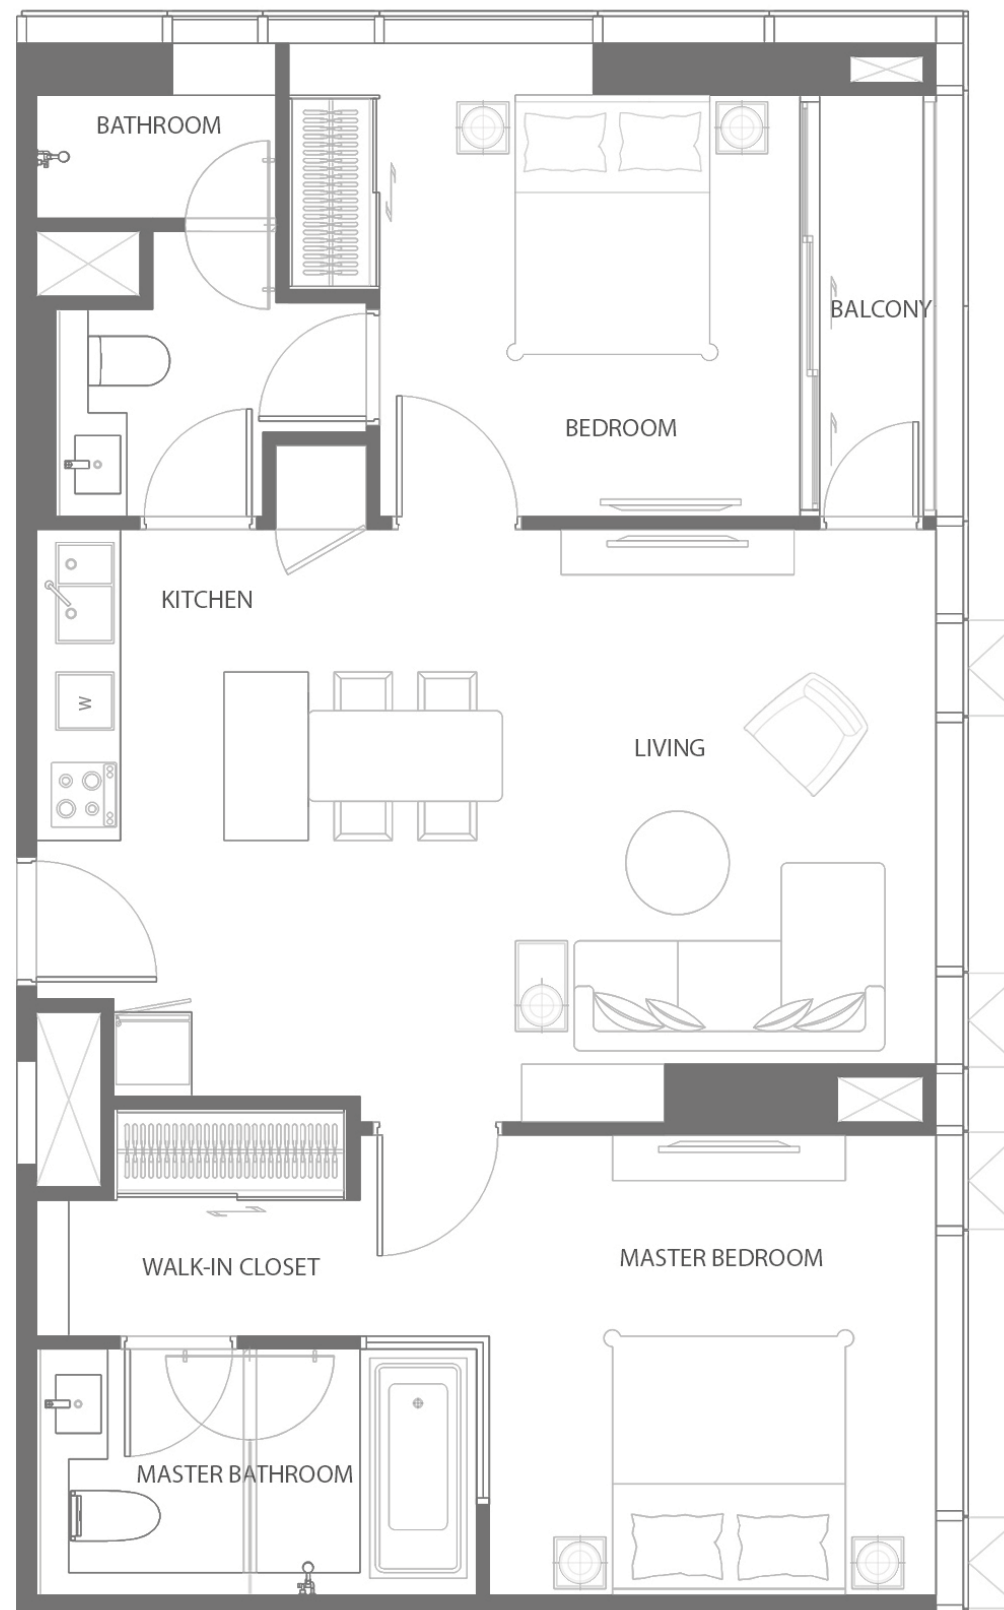 BATHROOM
BALCONY
BEDROOM
KITCHEN
W
LIVING
WALK-IN CLOSET
MASTER BEDROOM
MASTER BATHROOM